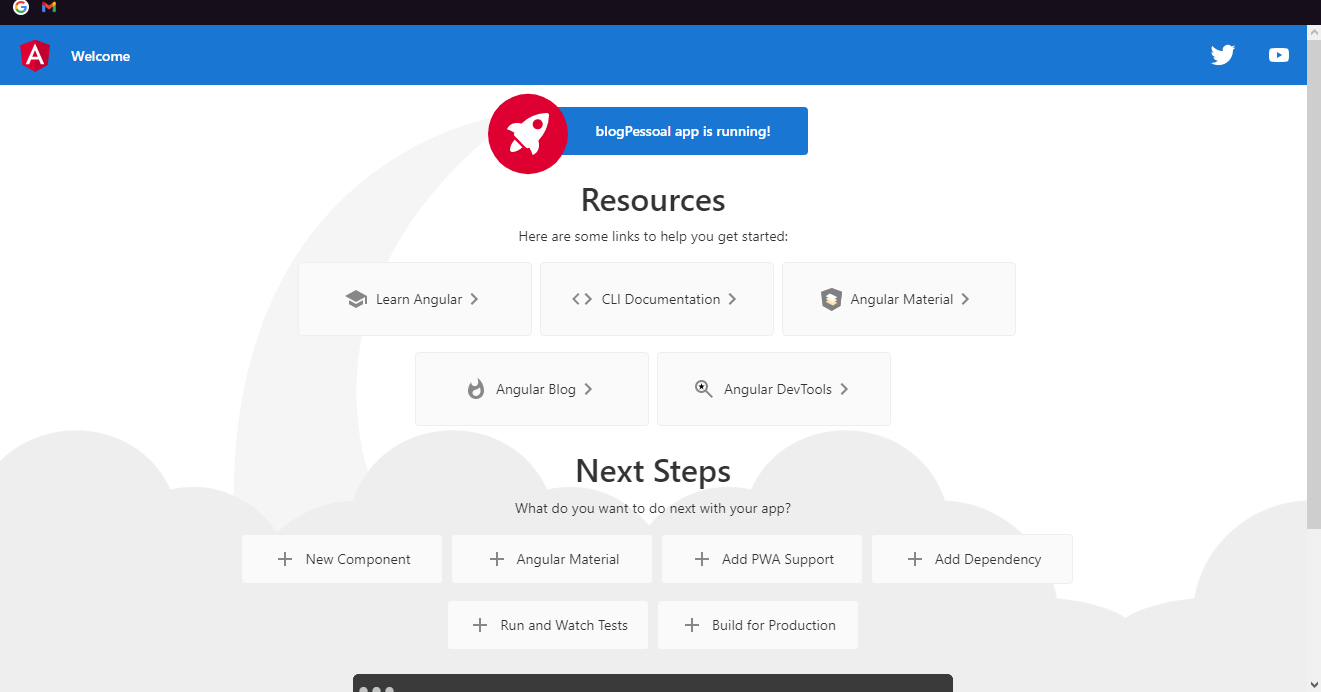 Welcome
blogPessoal app is running!
Resources
Here are some links to help you get started:
Learn Angular
CLI Documentation
Angular Material
Angular Blog
Angular DevTools
Next Steps
What do you want to do next with your app?
New Component
Angular Material
Add PWA Support
Add Dependency
Run and Watch Tests
Build for Production